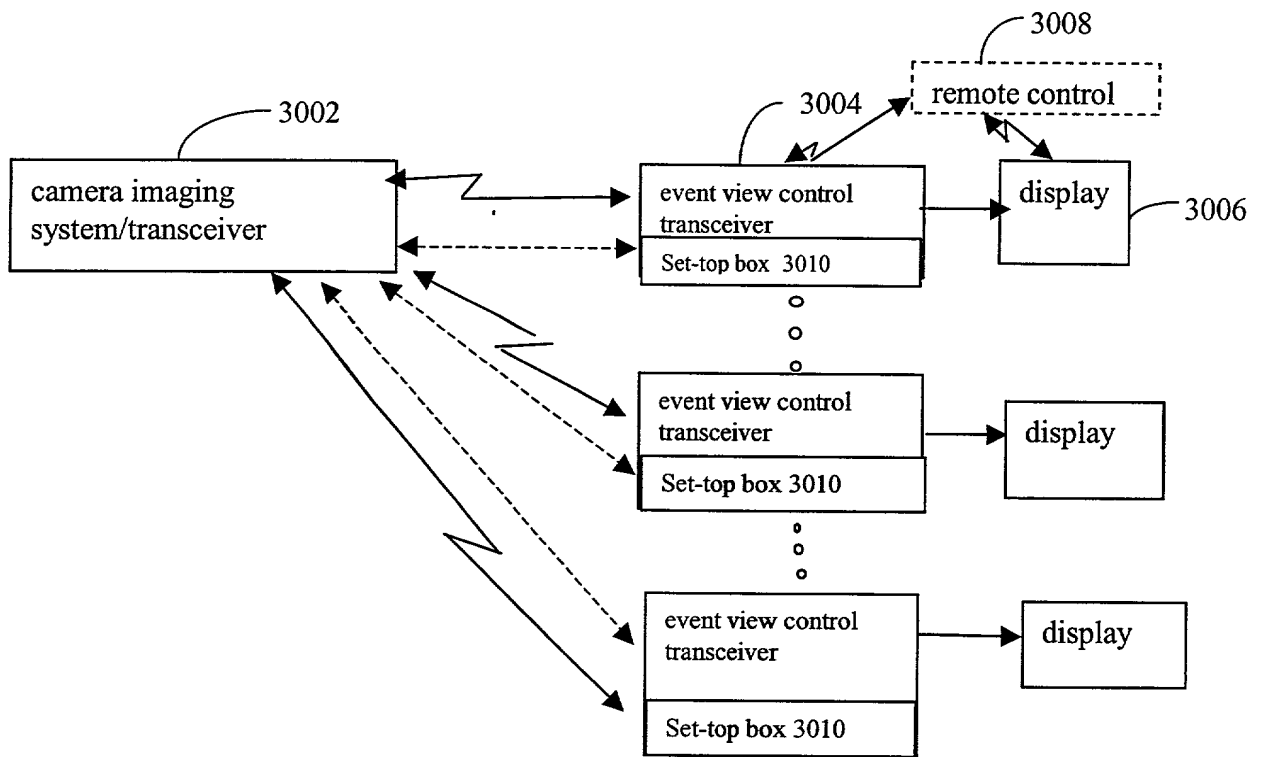 3008
remote control
3002
3004
camera imaging
system/transceiver
event view control
transceiver
Set-top box 3010
display
3006
event view control
transceiver
Set-top box 3010
display
event view control
transceiver
Set-top box 3010
display